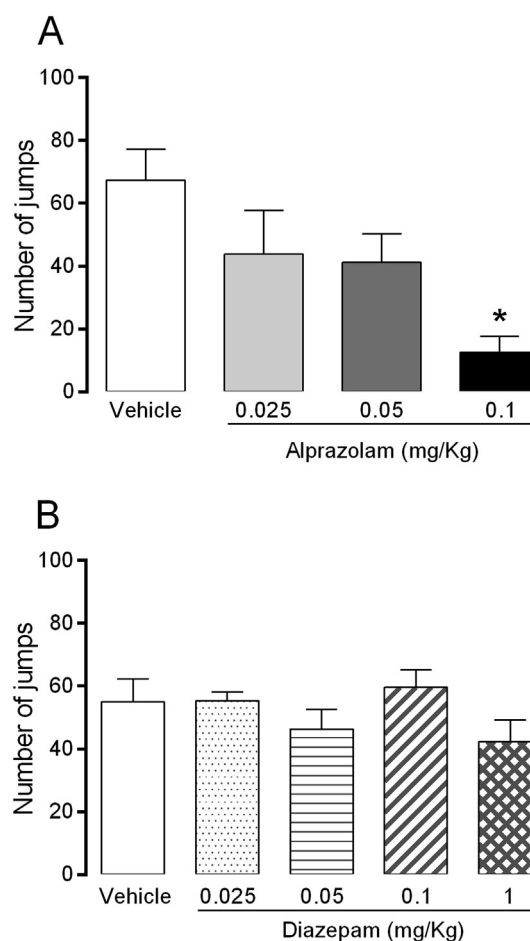 A
100
80
60
40
20
0
Number of jumps
*
Vehicle 0.025 0.05 0.1
Alprazolam (mg/Kg)
B
100
80
60
40
20
0
Number of jumps
Vehicle 0.025 0.05 0.1 1
Diazepam (mg/Kg)